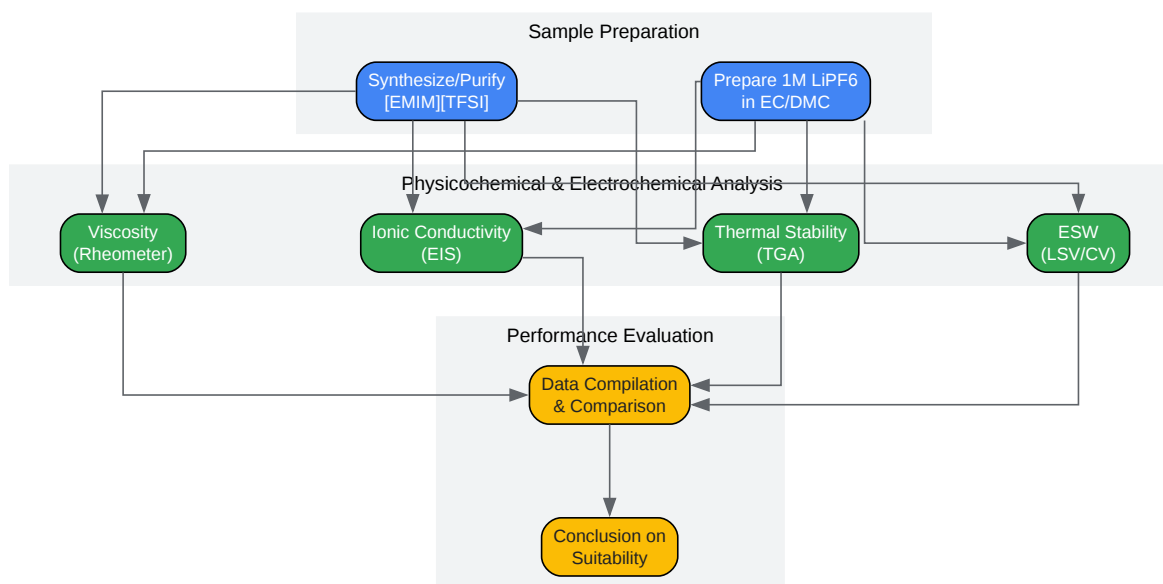 Sample Preparation
Synthesize/Purify
[EMIM][TFSI]
Prepare 1M LiPF6
in EC/DMC
Physicochemical & Electrochemical Analysis
Viscosity
(Rheometer)
Ionic Conductivity
(EIS)
Thermal Stability
(TGA)
ESW
(LSV/CV)
Performance Evaluation
Data Compilation
& Comparison
Conclusion on
Suitability